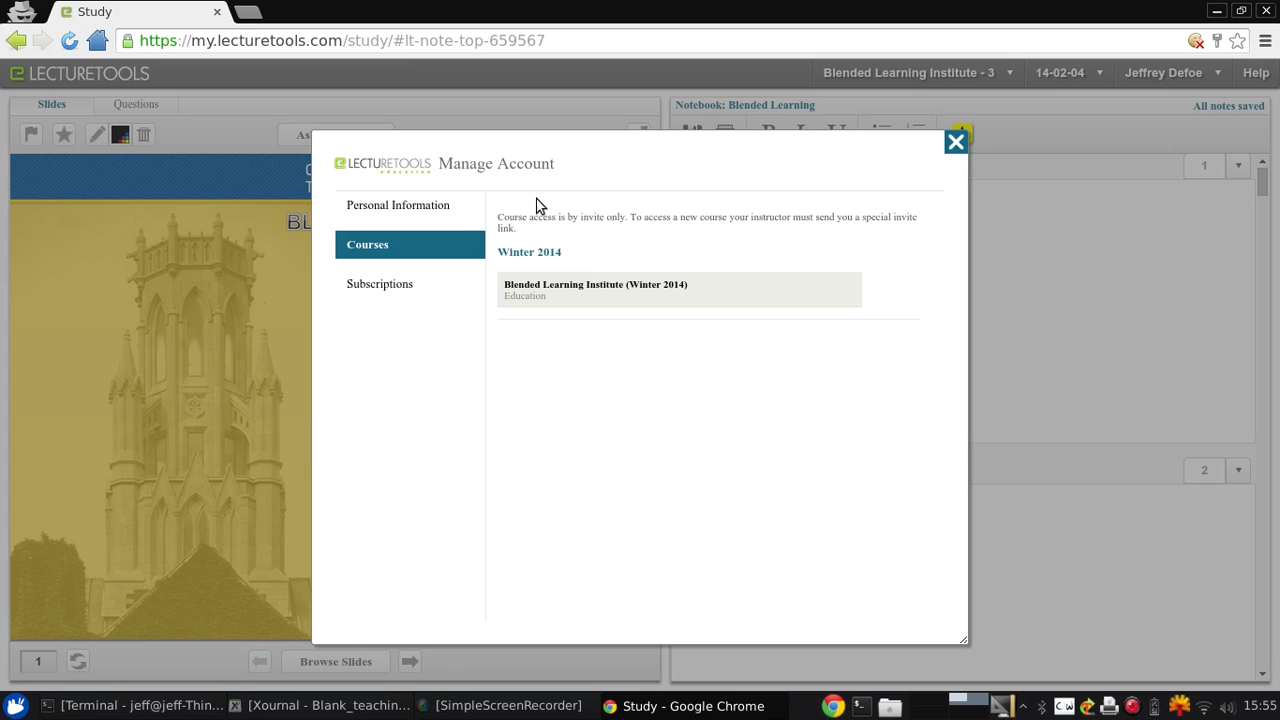 Study
https://my.lecturetools.com/study/#lt-note-top-659567
LECTURETOOLS
Blended Learning Institute - 3
14-02-04
Jeffrey Defoe
Help
Slides
Questions
Notebook: Blended Learning
All notes saved
As
BL
1
2
LECTURETOOLS
education
Manage Account
Personal Information
Courses
Subscriptions
Course access is by invite only. To access a new course your instructor must send you a special invite
link.
Winter 2014
Blended Learning Institute (Winter 2014)
Education
1
Browse Slides
[Terminal - jeff@jeff-Thin...
[Xournal - Blank_teachin...
[SimpleScreenRecorder]
Study - Google Chrome
15:55